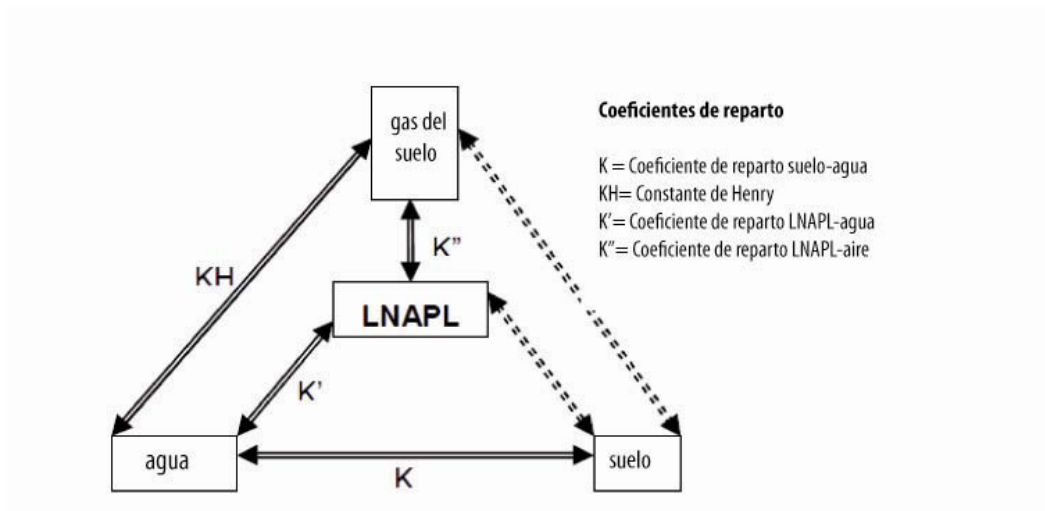 gas del
suelo
Coeficientes de reparto
K = Coeficiente de reparto suelo-agua
KH= Constante de Henry
K’= Coeficiente de reparto LNAPL-agua
K”= Coeficiente de reparto LNAPL-aire
K”
KH
LNAPL
K’
agua
suelo
K